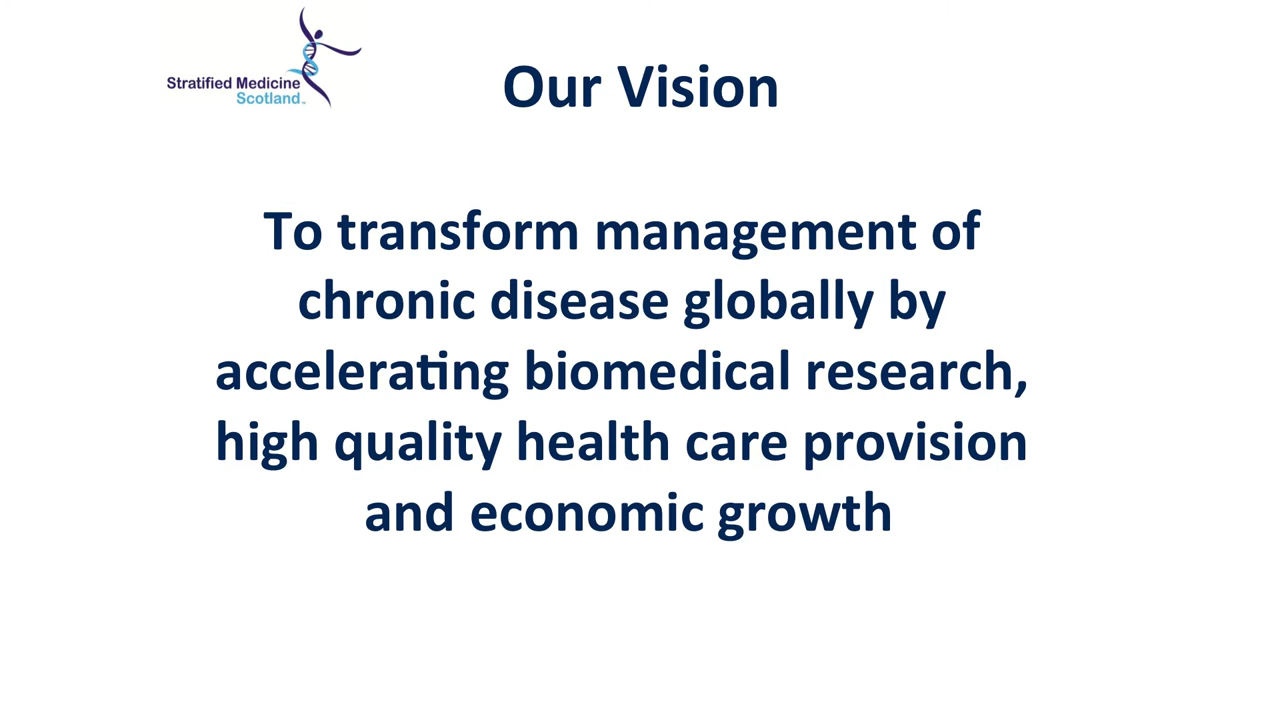 Stratified Medicine
Scotland™
Our Vision
To transform management of
chronic disease globally by
accelerating biomedical research,
high quality health care provision
and economic growth